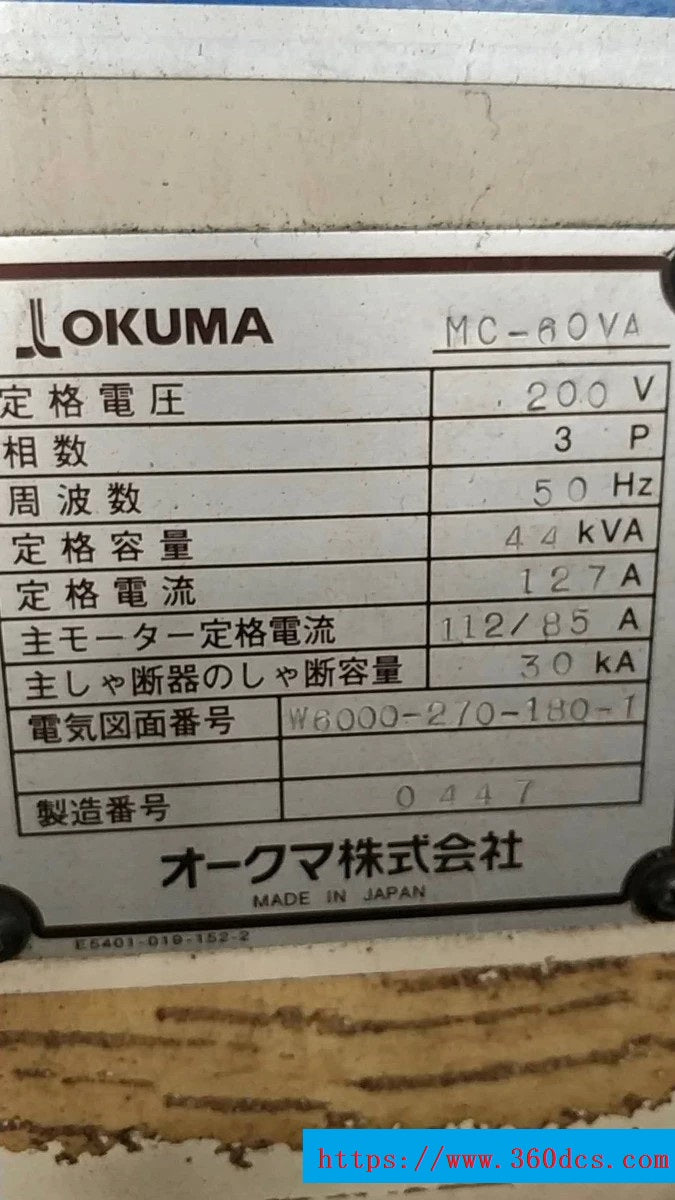 OKUMA MC-60VA
定格電圧 200 V
相数 3 P
周波数 50 Hz
定格容量 44 kVA
定格電流 127 A
主モーター定格電流 112/85 A
主しゃ断器のしゃ断容量 30 kA
電気図面番号 W6000-270-180-1
製造番号 0447
オークマ株式会社
MADE IN JAPAN
E5401-019-152-2
https://www.360dcs.com